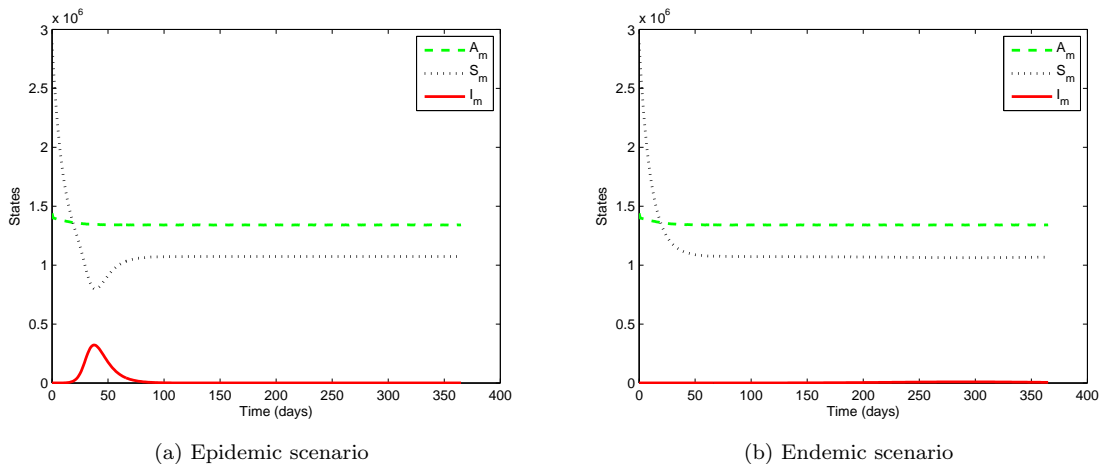 x 10^6
3
2.5
2
1.5
1
0.5
0
States
0 50 100 150 200 250 300 350 400
Time (days)
A_m
S_m
I_m
(a) Epidemic scenario
x 10^6
3
2.5
2
1.5
1
0.5
0
States
0 50 100 150 200 250 300 350 400
Time (days)
A_m
S_m
I_m
(b) Endemic scenario